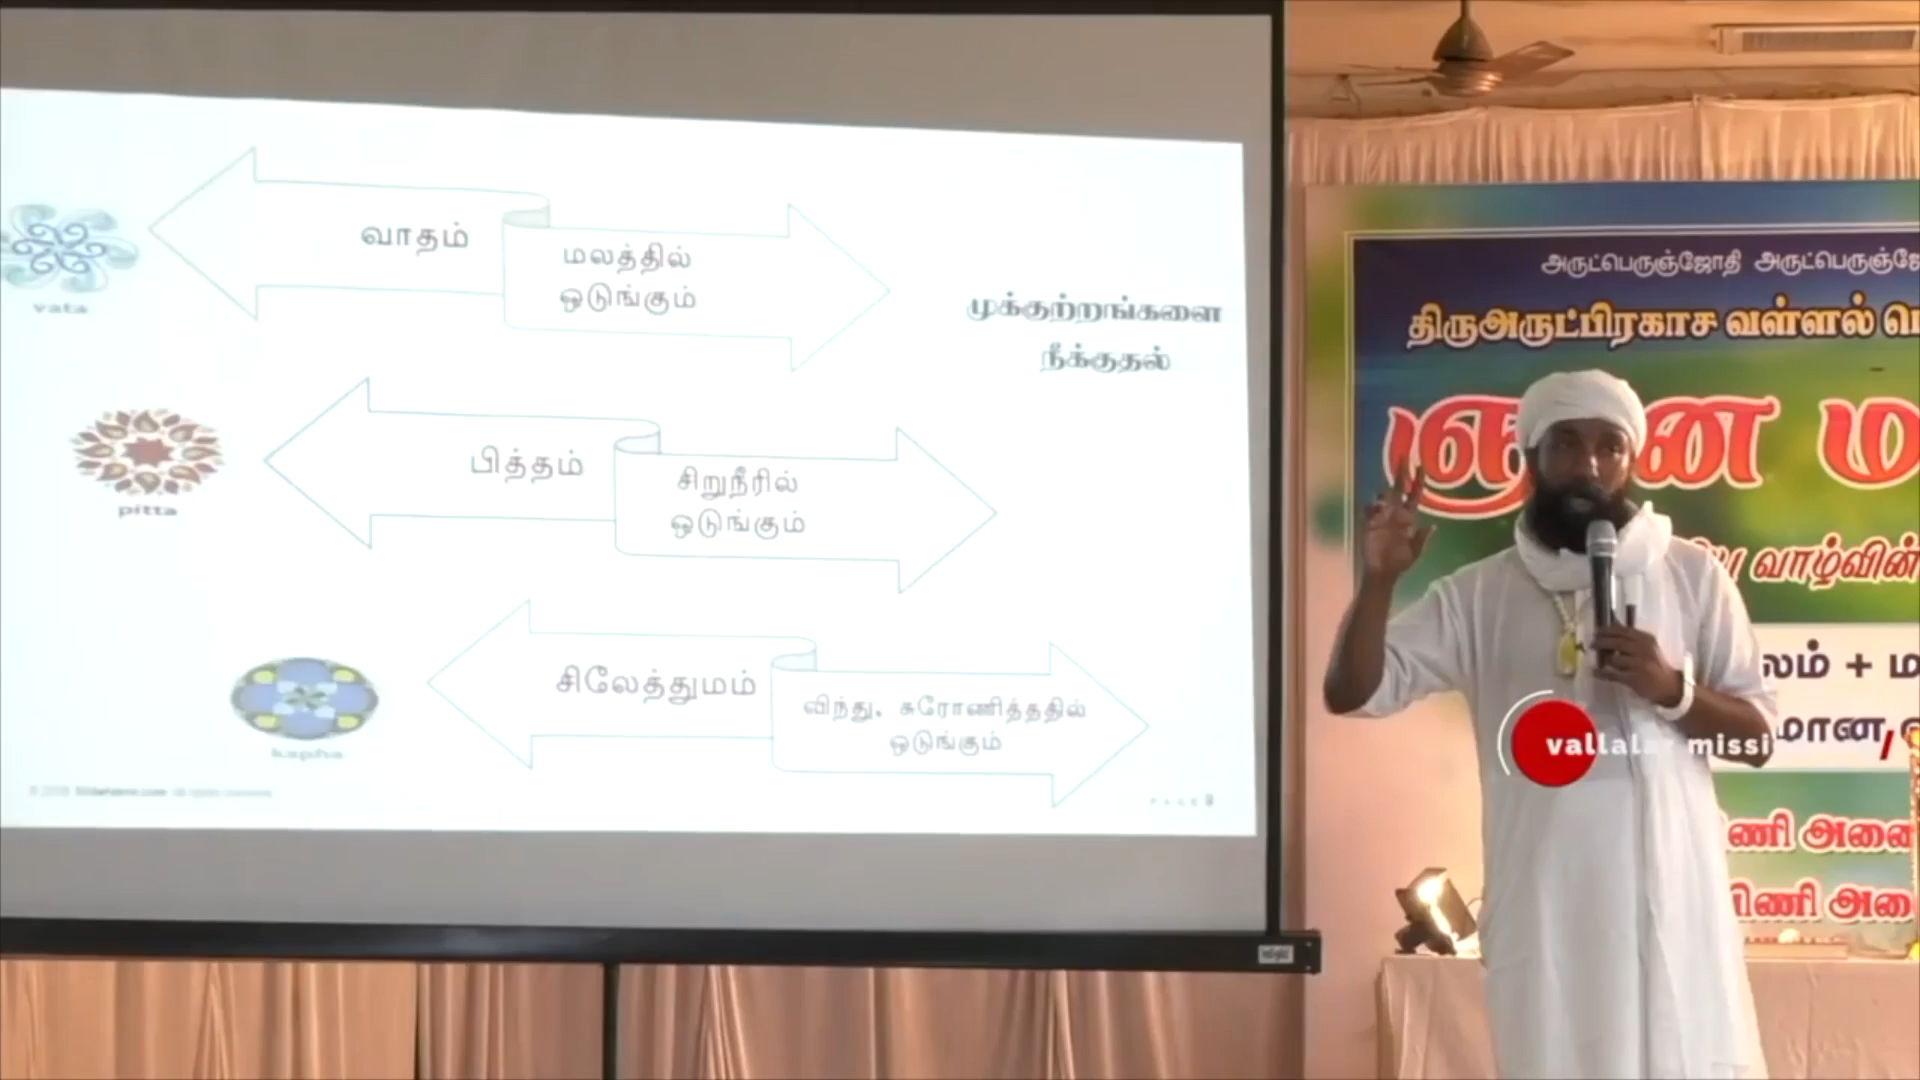 வாதம்
மலத்தில்
ஒடுங்கும்
vata
முக்குற்றங்களை
நீக்குதல்
பித்தம்
சிறுநீரில்
ஒடுங்கும்
pitta
சிலேத்துமம்
விந்து, சுரோணித்ததில்
ஒடுங்கும்
kapha
அருட்பெருஞ்ஜோதி அருட்பெருஞ்ஜோ
திருஅருட்பிரகாச வள்ளல் பெ
ஞான ம
வாழ்வின்
லம் + ம
மான
vallalar missi
ணி அனை
பிணி அனை